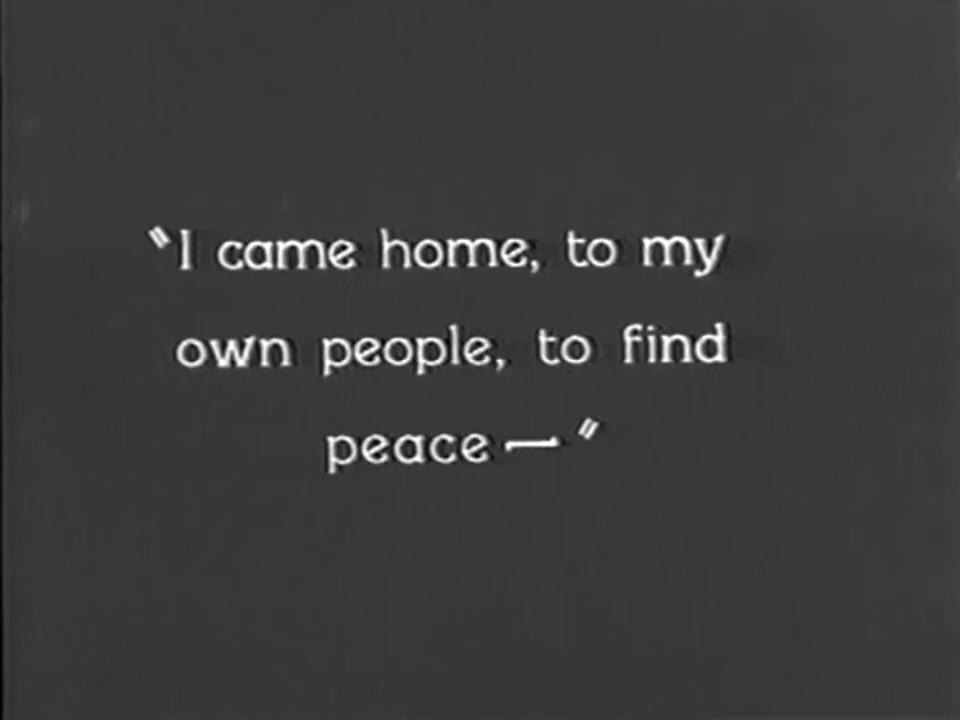 "I came home, to my
own people, to find
peace—"